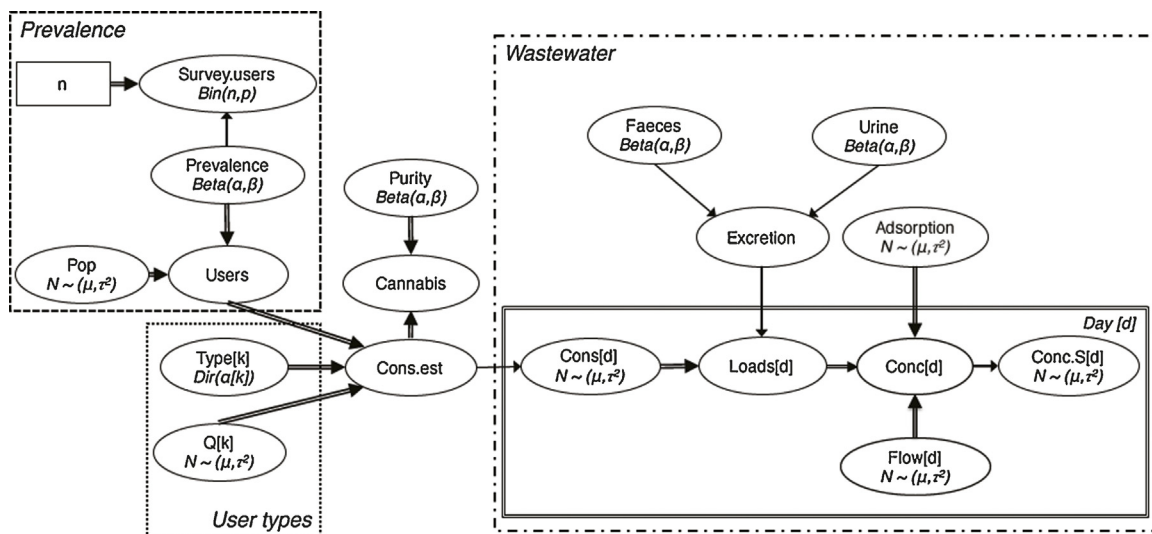 Prevalence
n
Survey.users
Bin(n,p)
Prevalence
Beta(α,β)
Pop
N ~ (μ,τ²)
Users
Purity
Beta(α,β)
Cannabis
Type[k]
Dir(α[k])
Cons.est
Q[k]
N ~ (μ,τ²)
User types
Wastewater
Faeces
Beta(α,β)
Urine
Beta(α,β)
Excretion
Adsorption
N ~ (μ,τ²)
Day [d]
Cons[d]
N ~ (μ,τ²)
Loads[d]
Conc[d]
Conc.S[d]
N ~ (μ,τ²)
Flow[d]
N ~ (μ,τ²)